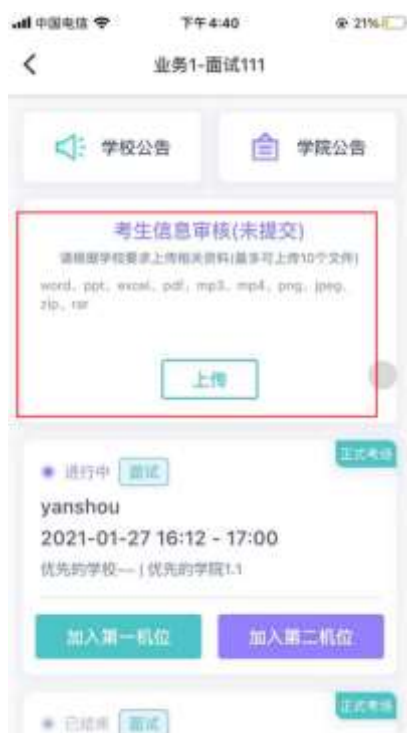 中国电信 下午4:40 21%
业务1-面试111
学校公告 学院公告
考生信息审核(未提交)
请根据学校要求上传相关资料(最多可上传10个文件)
word、ppt、excel、pdf、mp3、mp4、png、jpeg、
zip、rar
上传
正式考场
进行中 面试
yanshou
2021-01-27 16:12 - 17:00
优先的学校— | 优先的学院1.1
加入第一机位 加入第二机位
正式考场
已结束 面试